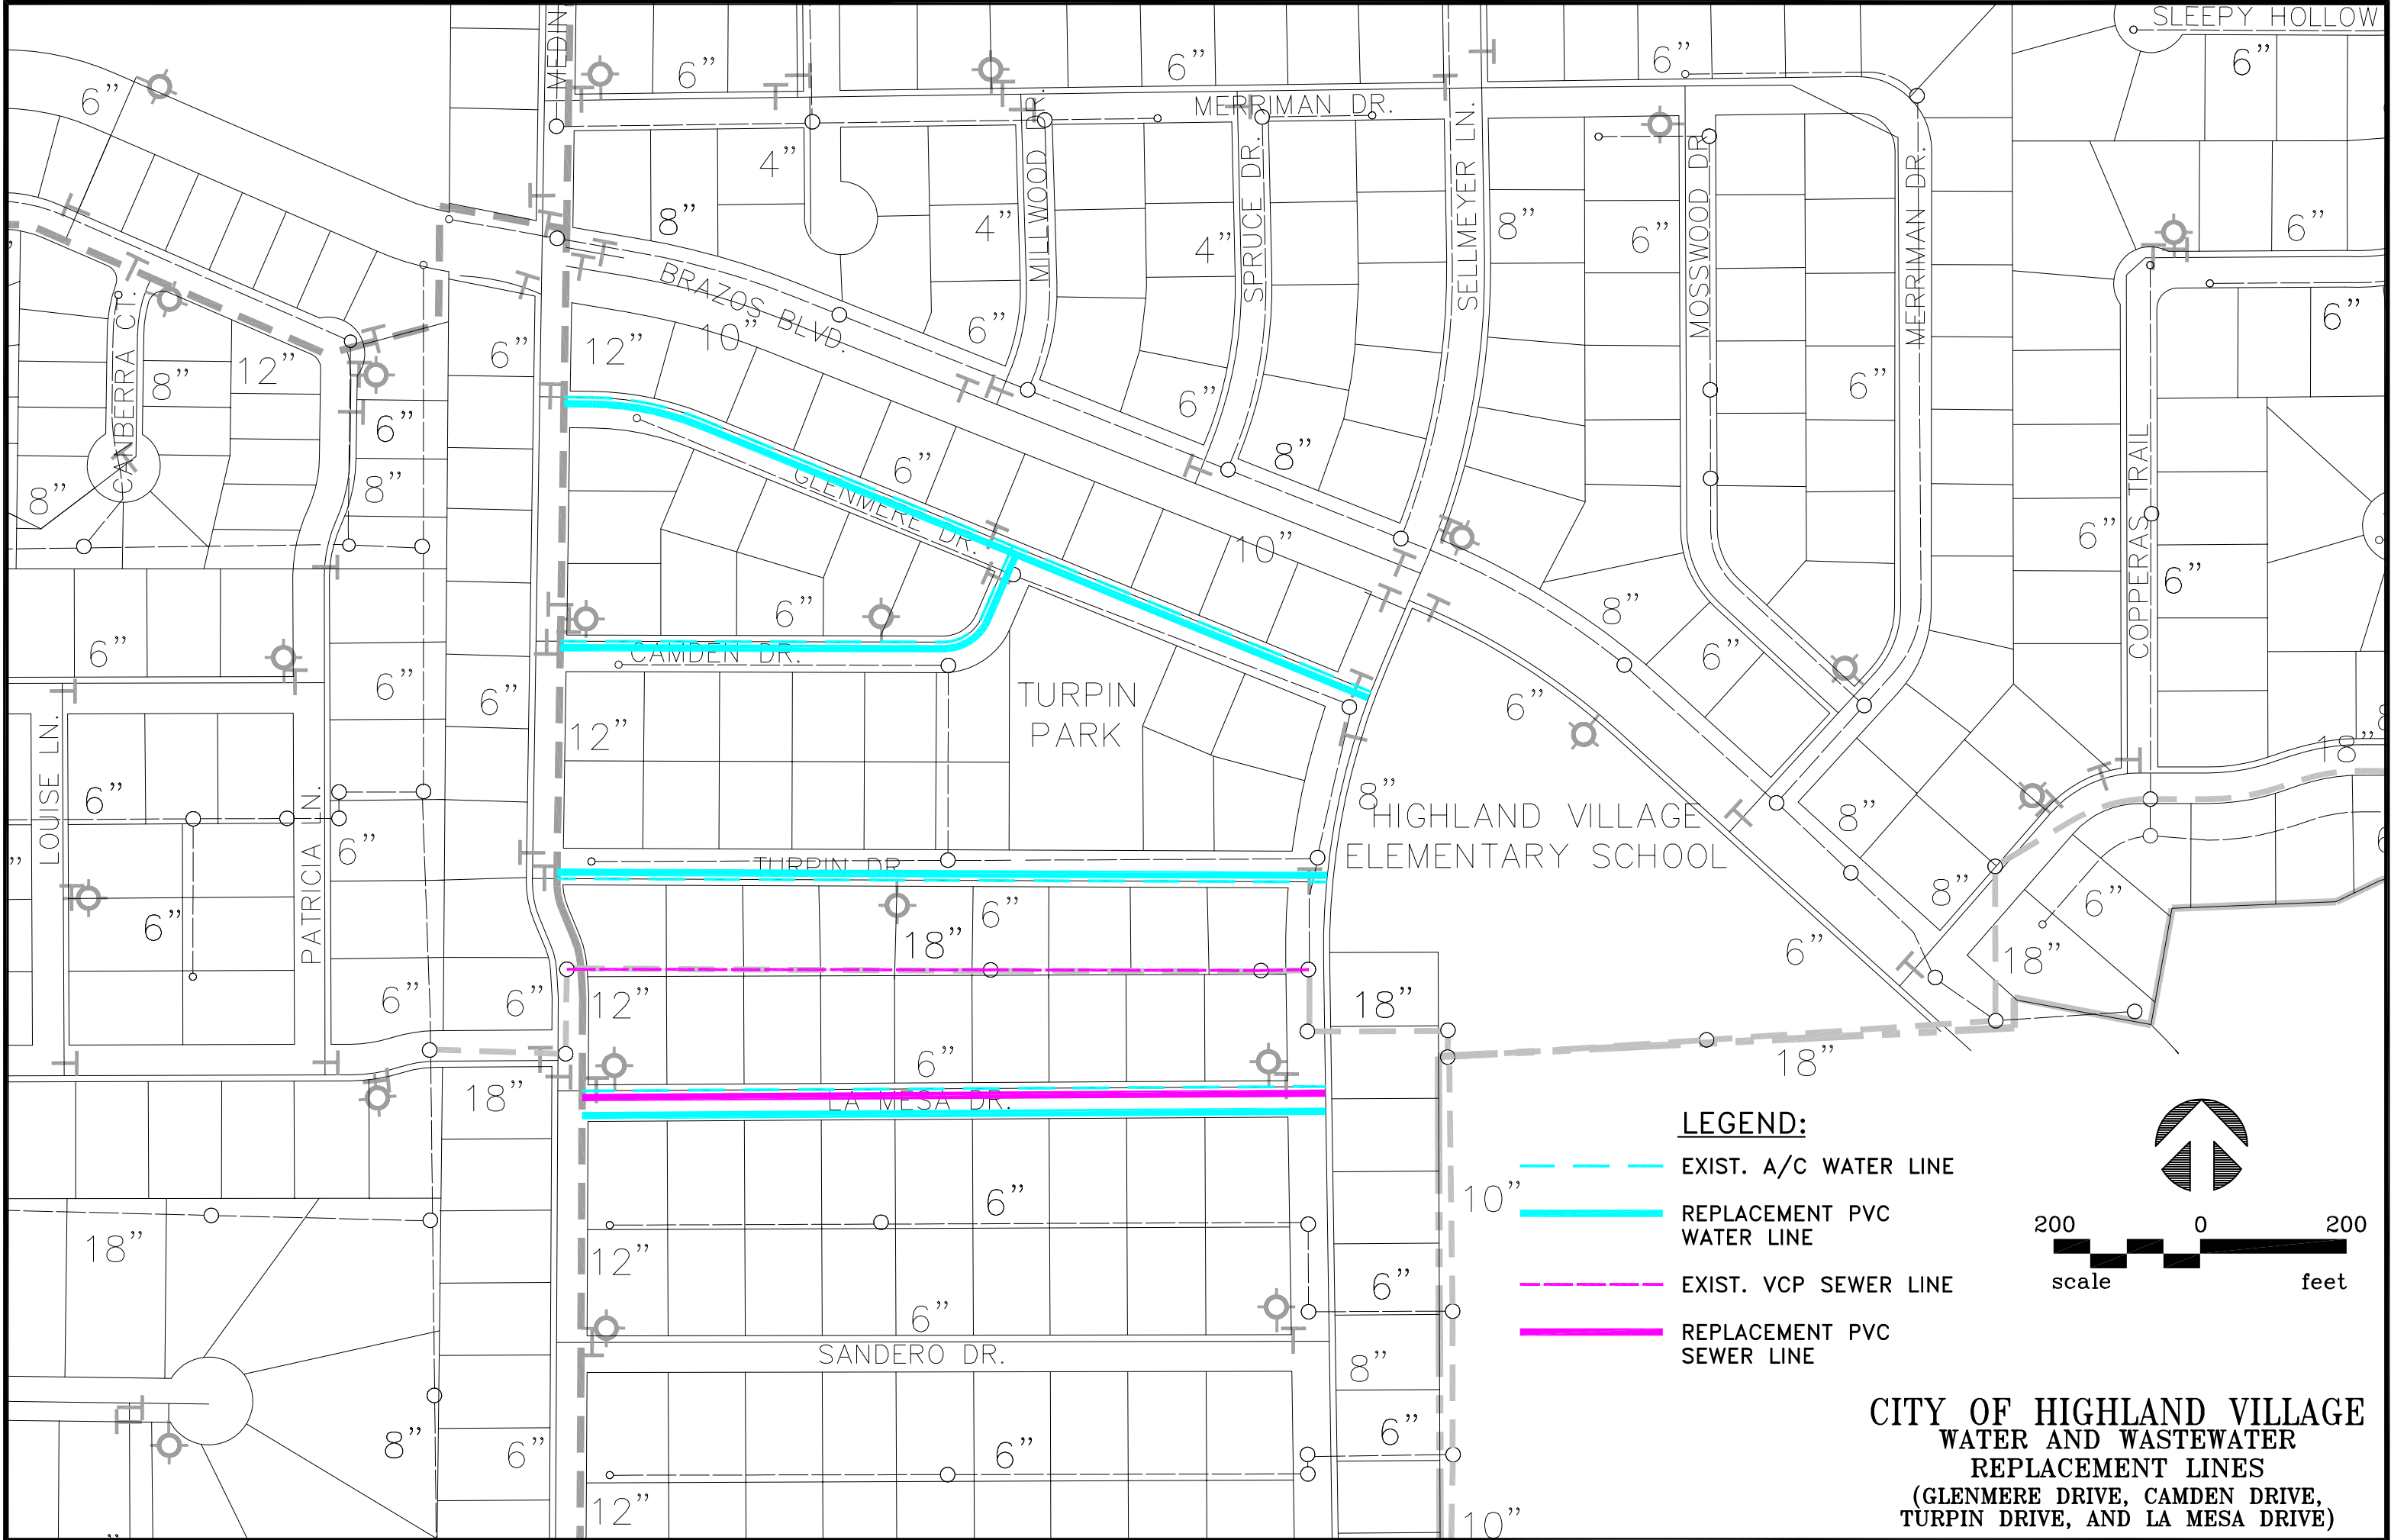 SLEEPY HOLLOW
MEDIN
6”
6”
6”
6”
6”
MERRIMAN DR.
4”
8”
4”
4”
8”
6”
6”
MILLWOOD DR.
SPRUCE DR.
SELLMEYER LN.
MOSSWOOD DR
MERRIMAN DR.
BRAZOS BLVD.
10”
12”
6”
6”
6”
6”
6”
8”
CANBERRA CT.
8”
12”
6”
8”
8”
6”
8”
GLENMERE DR.
10”
6”
COPPERAS TRAIL
6”
8”
6”
6”
6”
6”
CAMDEN DR.
6”
6”
TURPIN
PARK
6”
12”
18”
LOUISE LN.
PATRICIA LN.
6”
6”
8”
HIGHLAND VILLAGE
ELEMENTARY SCHOOL
8”
8”
TURPIN DR
6”
6”
18”
6”
6”
18”
6”
6”
12”
18”
6”
18”
18”
LA MESA DR.
LEGEND:
EXIST. A/C WATER LINE
REPLACEMENT PVC
WATER LINE
EXIST. VCP SEWER LINE
REPLACEMENT PVC
SEWER LINE
200 0 200
scale feet
10”
6”
18”
12”
6”
6”
SANDERO DR.
8”
8”
6”
6”
6”
12”
10”
CITY OF HIGHLAND VILLAGE
WATER AND WASTEWATER
REPLACEMENT LINES
(GLENMERE DRIVE, CAMDEN DRIVE,
TURPIN DRIVE, AND LA MESA DRIVE)